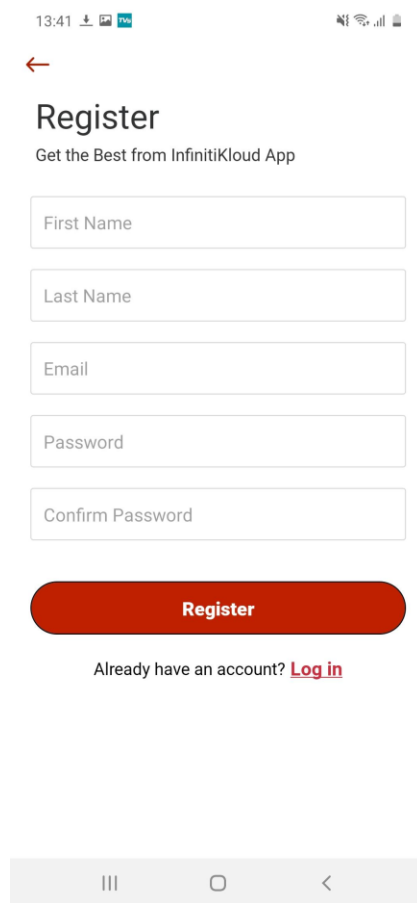 13:41
Register
Get the Best from InfinitiKloud App
First Name
Last Name
Email
Password
Confirm Password
Register
Already have an account? Log in